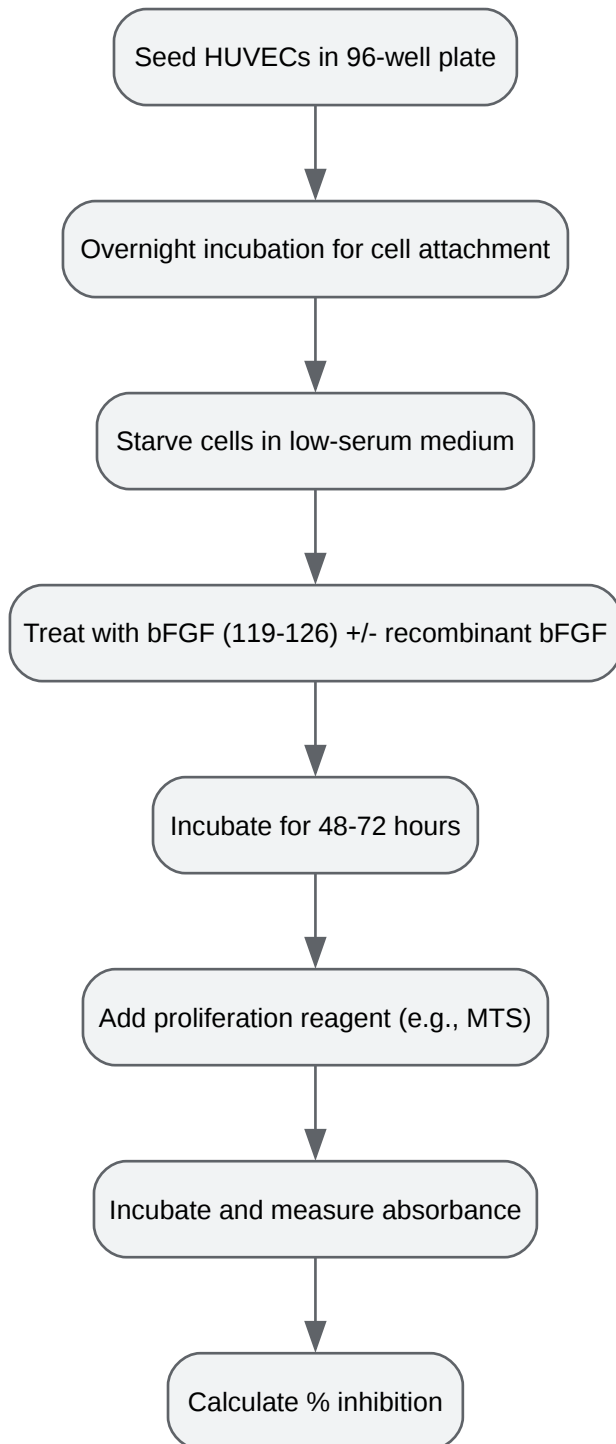 Seed HUVECs in 96-well plate
Overnight incubation for cell attachment
Starve cells in low-serum medium
Treat with bFGF (119-126) +/- recombinant bFGF
Incubate for 48-72 hours
Add proliferation reagent (e.g., MTS)
Incubate and measure absorbance
Calculate % inhibition